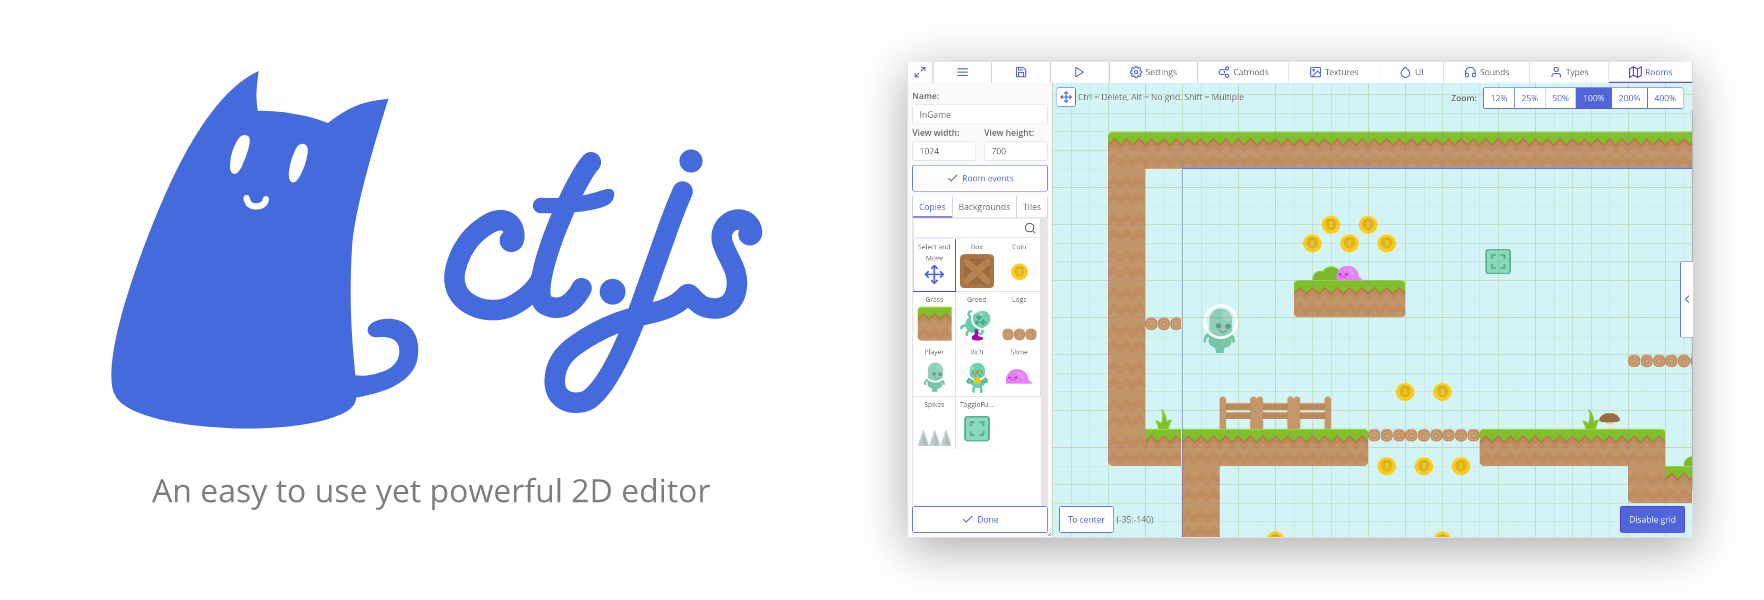 ct.js
An easy to use yet powerful 2D editor
Settings
Catmods
Textures
UI
Sounds
Types
Rooms
Name:
InGame
View width:
View height:
1024
700
Room events
Copies
Backgrounds
Tiles
Select and
Move
Box
Coin
Grass
Greed
Logs
Player
Rich
Slime
Spikes
ToggleFu...
Done
Ctrl = Delete, Alt = No grid, Shift = Multiple
Zoom:
12%
25%
50%
100%
200%
400%
To center
(-35:-140)
Disable grid